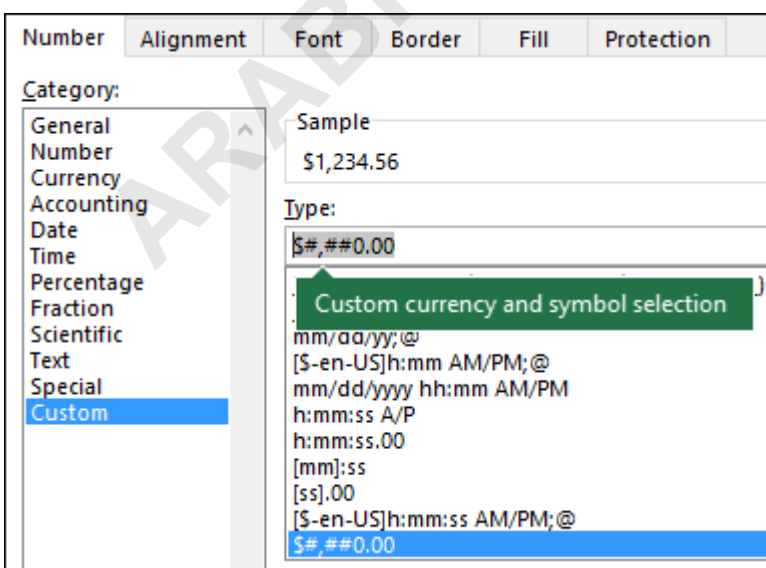 Number Alignment Font Border Fill Protection
Category:
General
Number
Currency
Accounting
Date
Time
Percentage
Fraction
Scientific
Text
Special
Custom
Sample
$1,234.56
Type:
$#,##0.00
Custom currency and symbol selection
mm/dd/yy;@
[$-en-US]h:mm AM/PM;@
mm/dd/yyyy hh:mm AM/PM
h:mm:ss A/P
h:mm:ss.00
[mm]:ss
[ss].00
[$-en-US]h:mm:ss AM/PM;@
$#,##0.00